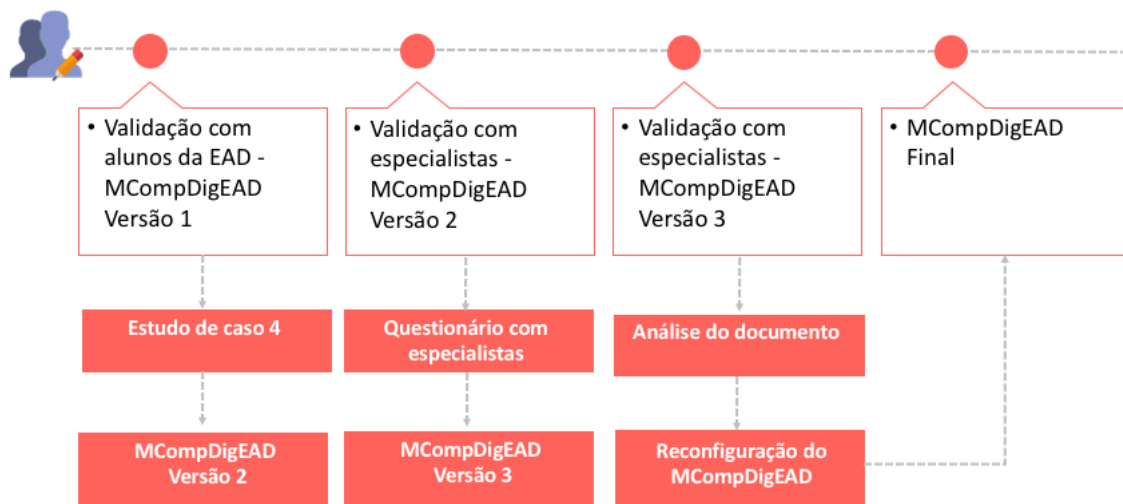 • Validação com
alunos da EAD -
MCompDigEAD
Versão 1
• Validação com
especialistas -
MCompDigEAD
Versão 2
• Validação com
especialistas -
MCompDigEAD
Versão 3
• MCompDigEAD
Final
Estudo de caso 4
Questionário com
especialistas
Análise do documento
MCompDigEAD
Versão 2
MCompDigEAD
Versão 3
Reconfiguração do
MCompDigEAD